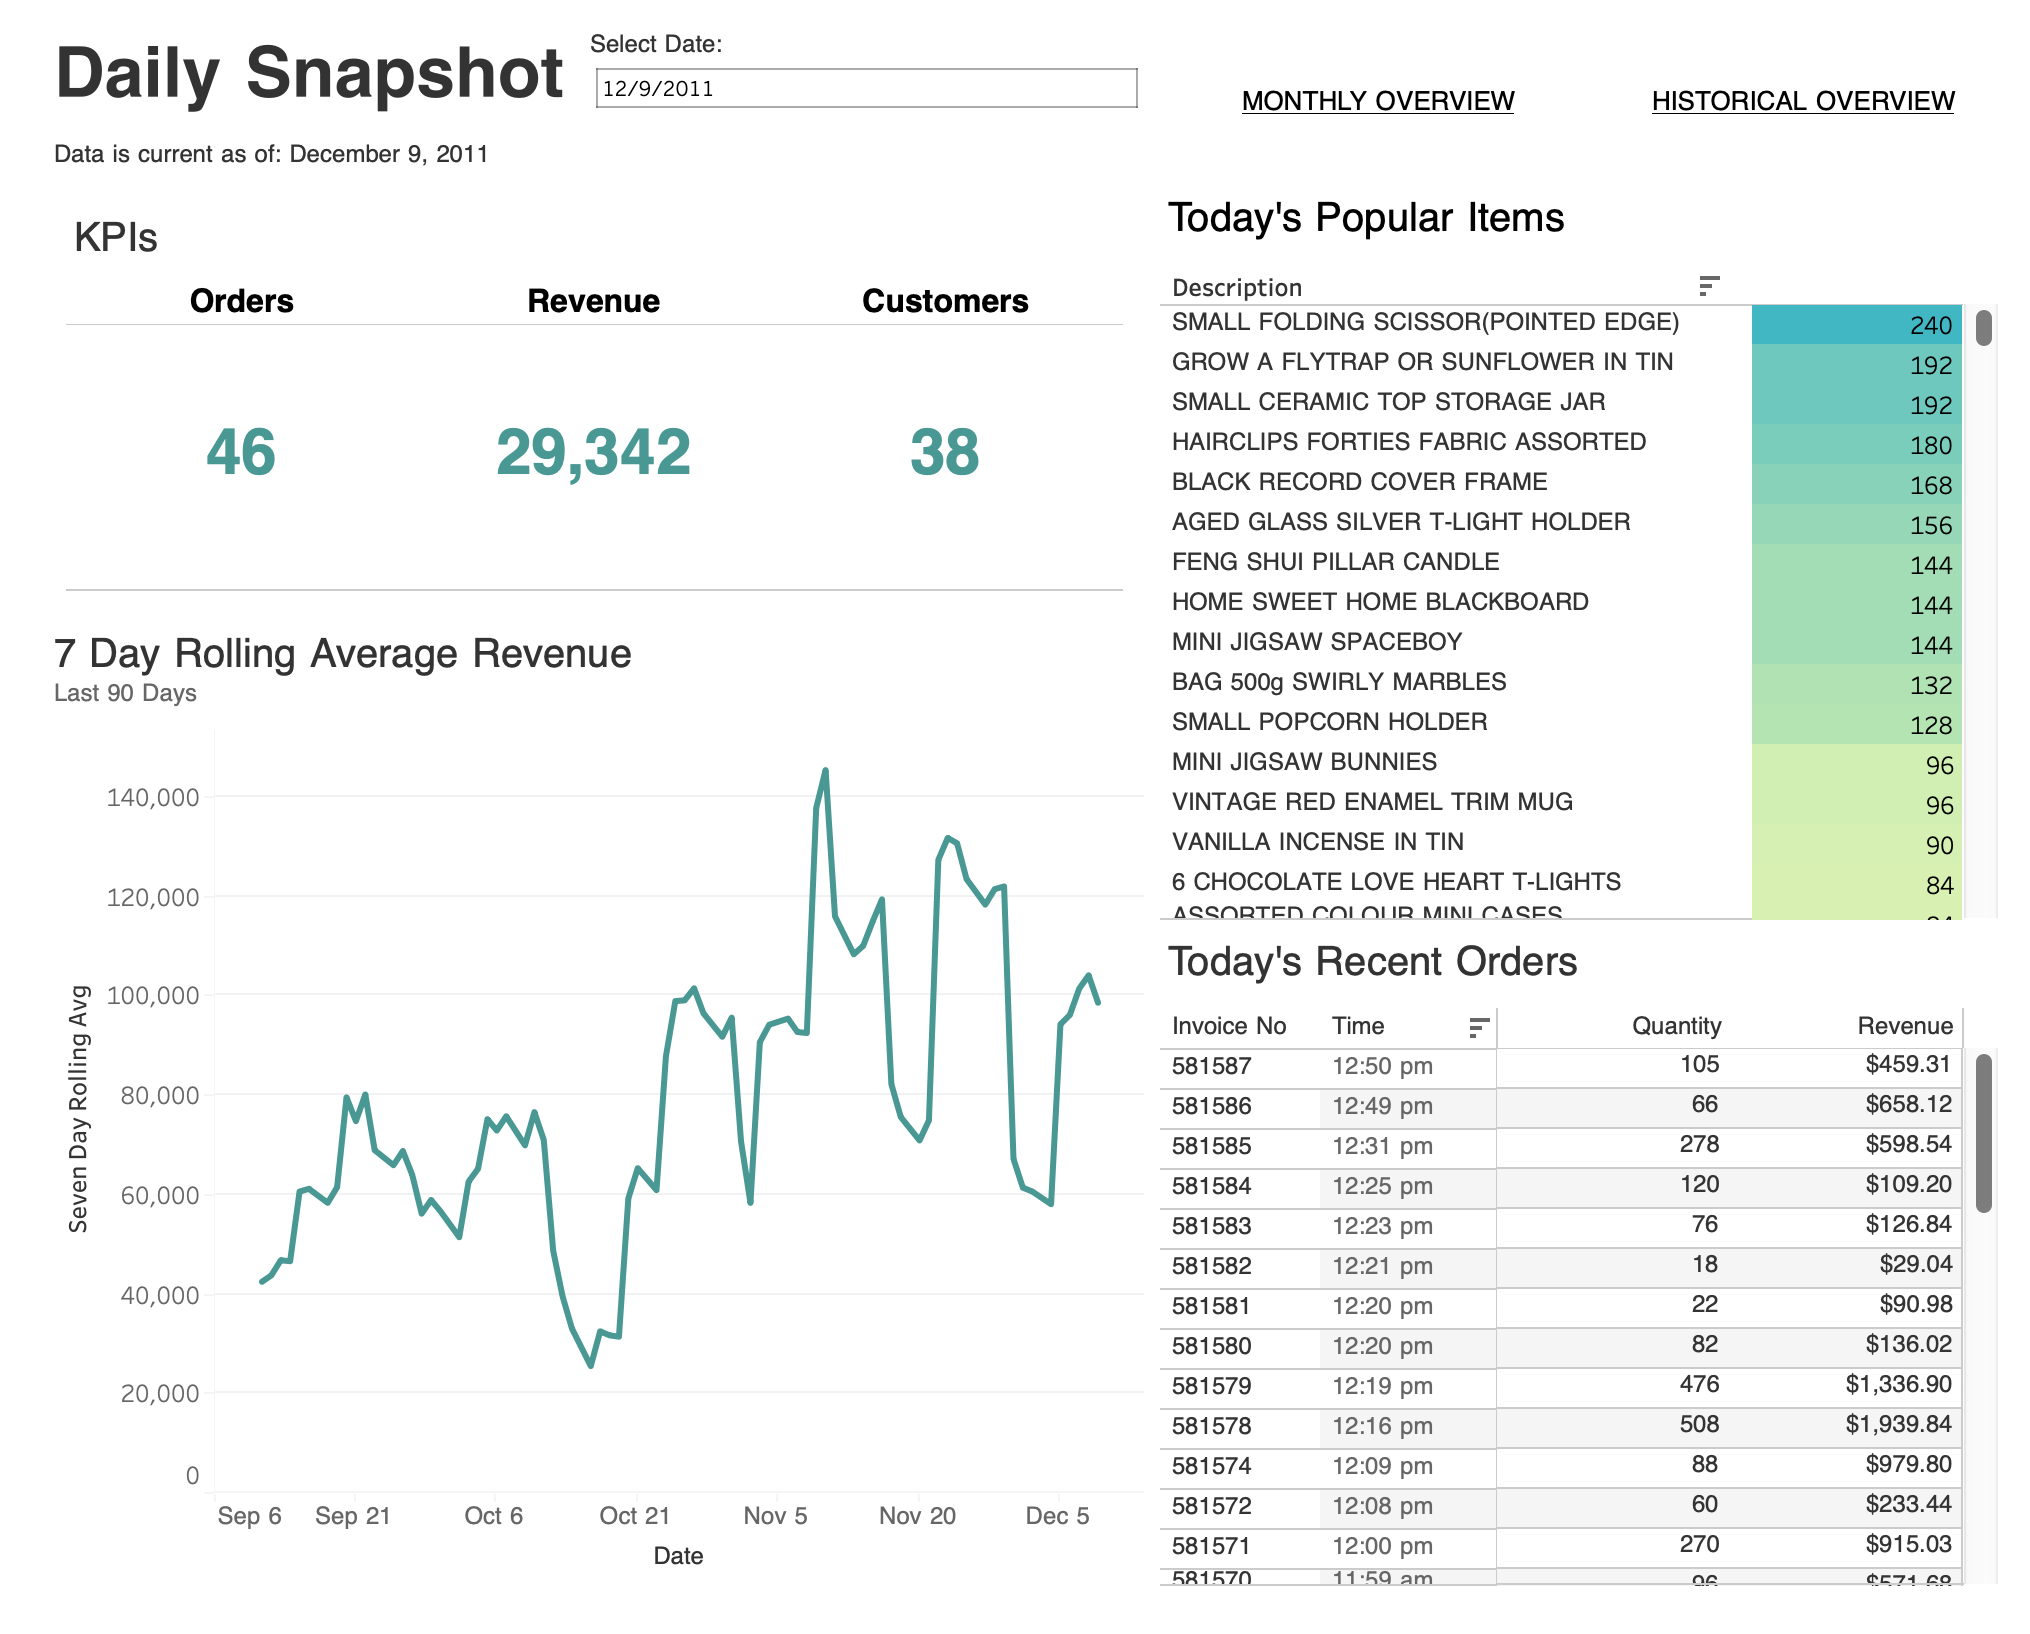 Daily Snapshot
Select Date:
12/9/2011
MONTHLY OVERVIEW
HISTORICAL OVERVIEW
Data is current as of: December 9, 2011
KPIs
Orders Revenue Customers
46 29,342 38
7 Day Rolling Average Revenue
Last 90 Days
Seven Day Rolling Avg
140,000
120,000
100,000
80,000
60,000
40,000
20,000
0
Sep 6 Sep 21 Oct 6 Oct 21 Nov 5 Nov 20 Dec 5
Date
Today's Popular Items
Description
SMALL FOLDING SCISSOR(POINTED EDGE) 240
GROW A FLYTRAP OR SUNFLOWER IN TIN 192
SMALL CERAMIC TOP STORAGE JAR 192
HAIRCLIPS FORTIES FABRIC ASSORTED 180
BLACK RECORD COVER FRAME 168
AGED GLASS SILVER T-LIGHT HOLDER 156
FENG SHUI PILLAR CANDLE 144
HOME SWEET HOME BLACKBOARD 144
MINI JIGSAW SPACEBOY 144
BAG 500g SWIRLY MARBLES 132
SMALL POPCORN HOLDER 128
MINI JIGSAW BUNNIES 96
VINTAGE RED ENAMEL TRIM MUG 96
VANILLA INCENSE IN TIN 90
6 CHOCOLATE LOVE HEART T-LIGHTS 84
ASSORTED COLOUR MINI CASES
Today's Recent Orders
Invoice No Time Quantity Revenue
581587 12:50 pm 105 $459.31
581586 12:49 pm 66 $658.12
581585 12:31 pm 278 $598.54
581584 12:25 pm 120 $109.20
581583 12:23 pm 76 $126.84
581582 12:21 pm 18 $29.04
581581 12:20 pm 22 $90.98
581580 12:20 pm 82 $136.02
581579 12:19 pm 476 $1,336.90
581578 12:16 pm 508 $1,939.84
581574 12:09 pm 88 $979.80
581572 12:08 pm 60 $233.44
581571 12:00 pm 270 $915.03
581570 11:59 am 96 $571.68